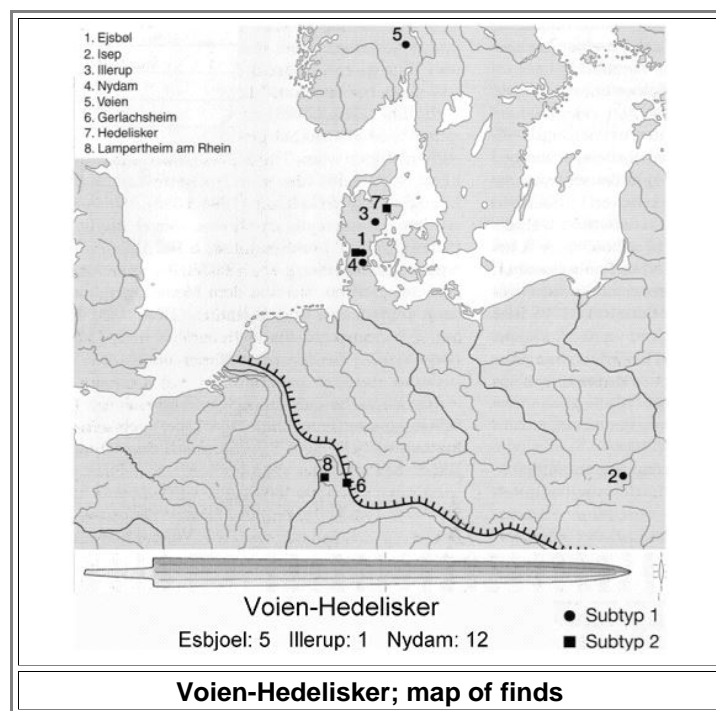 1. Ejsbøl
2. Isep
3. Illerup
4. Nydam
5. Vøien
6. Gerlachsheim
7. Hedelisker
8. Lampertheim am Rhein
5
7
3
1
4
8
6
2
Voien-Hedelisker
Esbjoel: 5 Illerup: 1 Nydam: 12
Subtyp 1
Subtyp 2
Voien-Hedelisker; map of finds